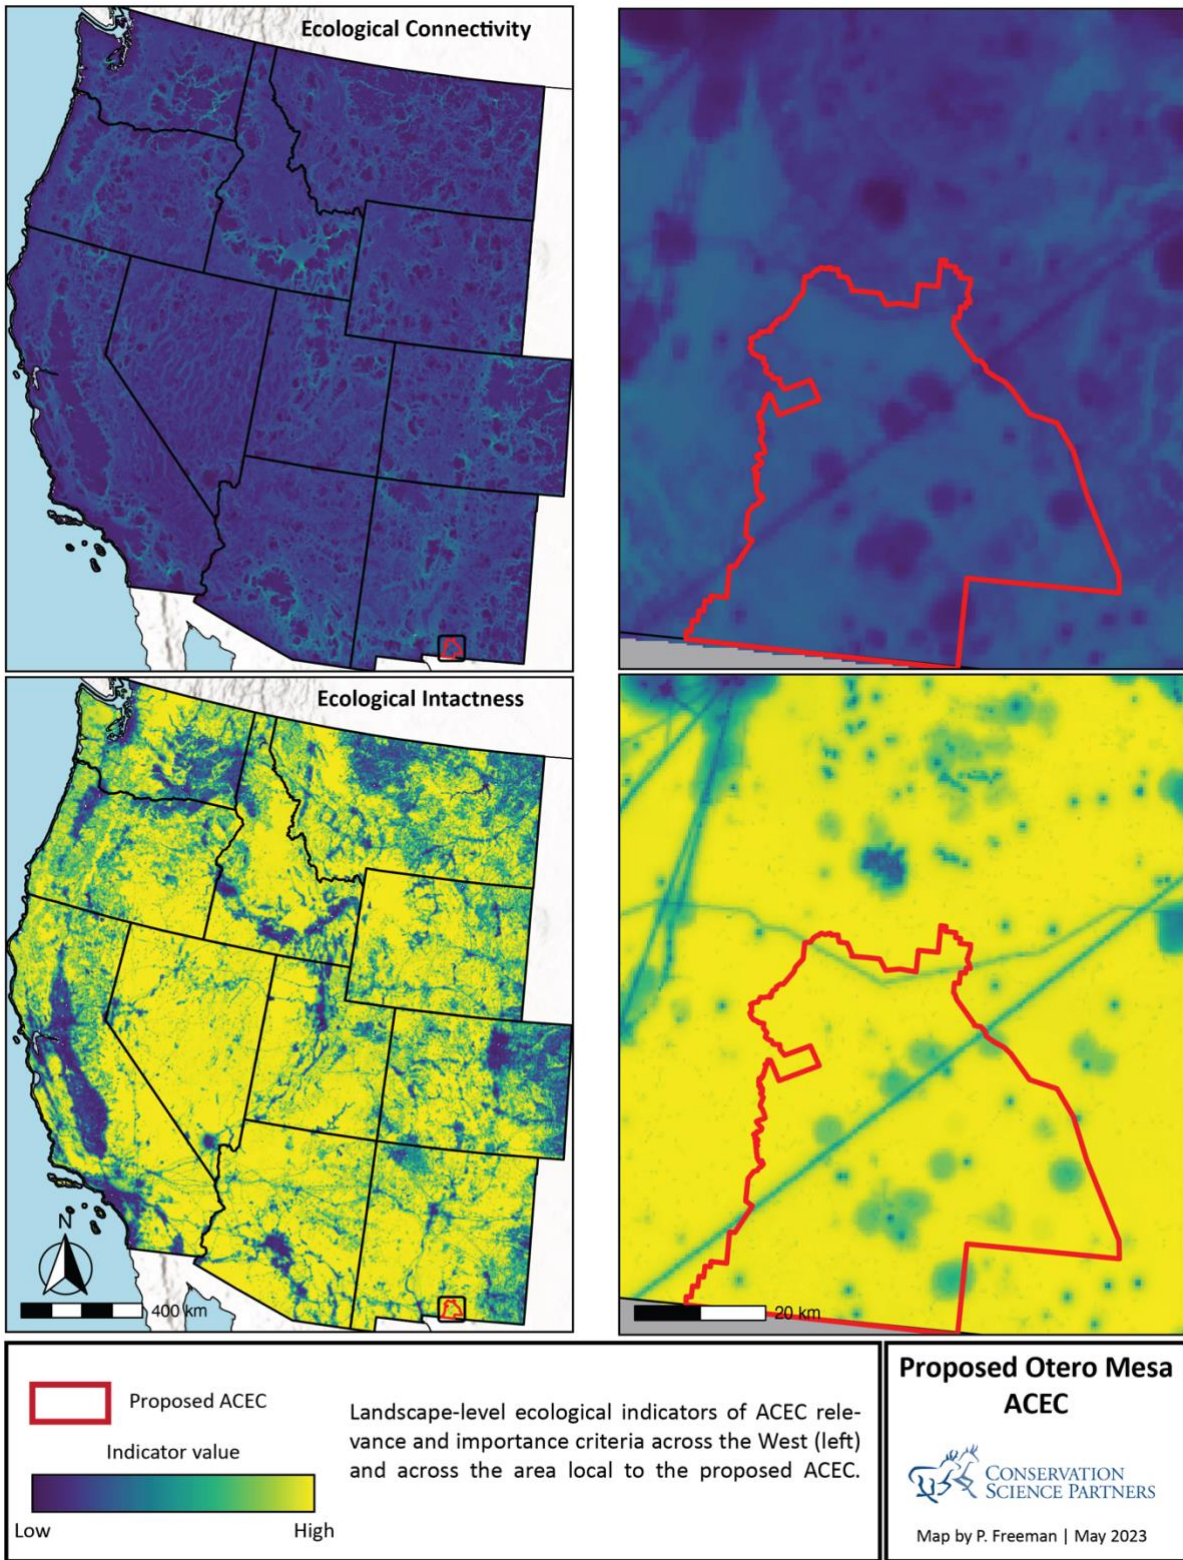 Ecological Connectivity
Ecological Intactness
N
400 km
20 km
Proposed ACEC
Indicator value
Low
High
Landscape-level ecological indicators of ACEC rele-
vance and importance criteria across the West (left)
and across the area local to the proposed ACEC.
Proposed Otero Mesa
ACEC
CONSERVATION
SCIENCE PARTNERS
Map by P. Freeman | May 2023